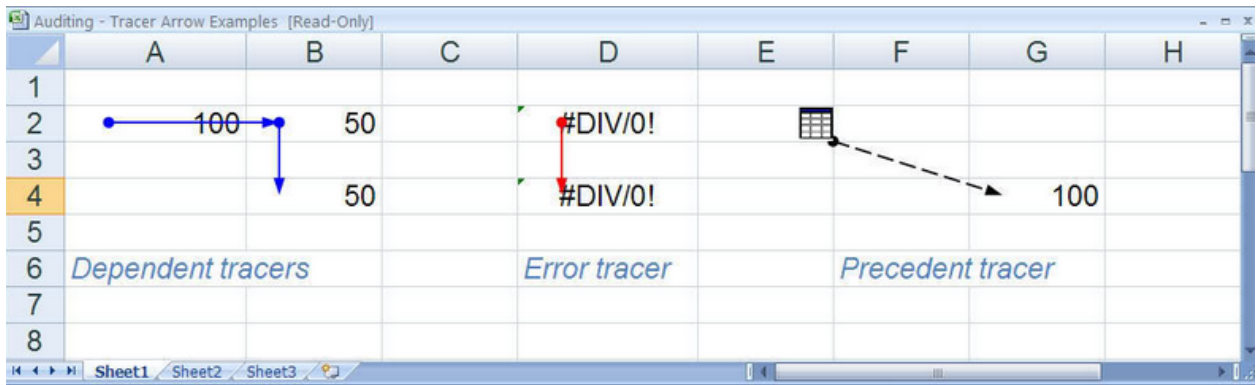 Auditing - Tracer Arrow Examples [Read-Only]
A B C D E F G H
1
2 100 50 #DIV/0!
3
4 50 #DIV/0! 100
5
6 Dependent tracers Error tracer Precedent tracer
7
8
Sheet1 Sheet2 Sheet3